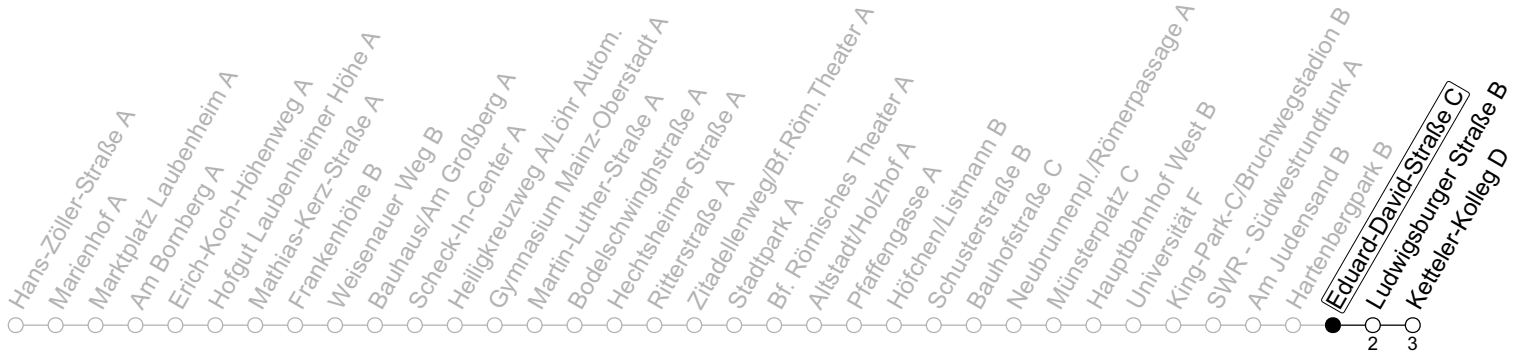 Hans-Zöller-Straße A
Marienhof A
Marktplatz Laubenheim A
Am Bomberg A
Erich-Koch-Höhenweg A
Hofgut Laubenheimer Höhe A
Mathias-Kerz-Straße A
Frankenhöhe B
Weisenauer Weg B
Bauhaus/Am Großberg A
Scheck-In-Center A
Heiligkreuzweg A/Löhr Autom.
Gymnasium Mainz-Oberstadt A
Martin-Luther-Straße A
Bodelschwinghstraße A
Hechtsheimer Straße A
Ritterstraße A
Zitadellenweg/Bf.Röm.Theater A
Stadtpark A
Bf. Römisches Theater A
Altstadt/Holzhof A
Pfaffengasse A
Höfchen/Listmann B
Schusterstraße B
Bauhofstraße C
Neubrunnenpl./Römerpassage A
Münsterplatz C
Hauptbahnhof West B
Universität F
King-Park-C/Bruchwegstadion B
SWR - Südwestrundfunk A
Am Judensand B
Hartenbergpark B
Eduard-David-Straße C
Ludwigsburger Straße B
Ketteler-Kolleg D
2
3